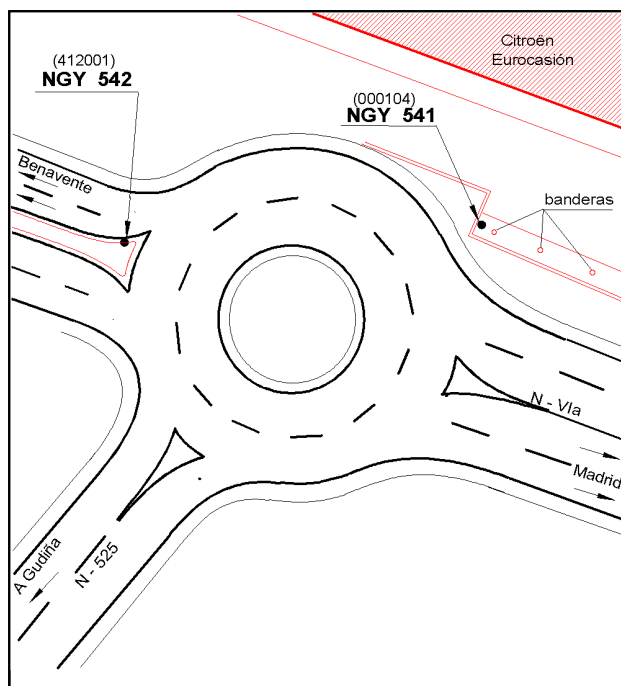 Citroën
Eurocasión
(412001)
NGY 542
(000104)
NGY 541
Benavente
banderas
N - VIa
Madrid
A Gudiña
N - 525